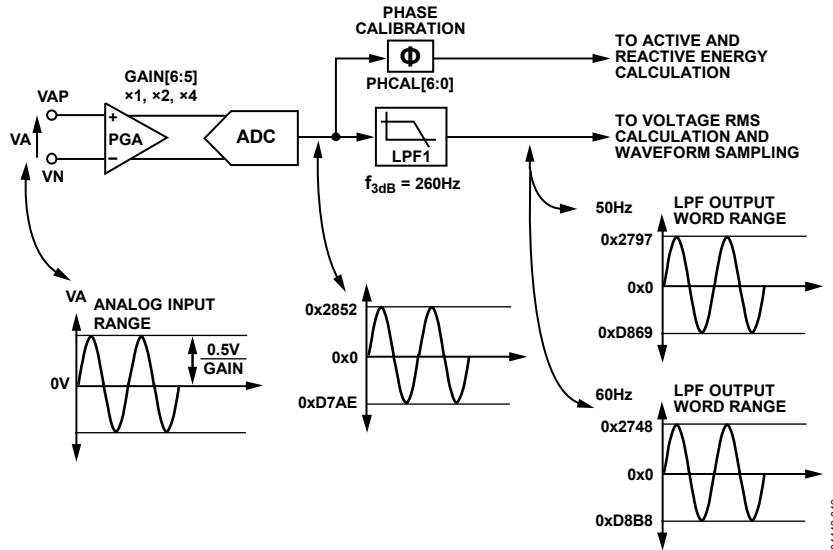 PHASE
CALIBRATION
Φ
PHCAL[6:0]
TO ACTIVE AND
REACTIVE ENERGY
CALCULATION
GAIN[6:5]
×1, ×2, ×4
VAP
VA
VN
+
PGA
−
ADC
LPF1
f3dB = 260Hz
TO VOLTAGE RMS
CALCULATION AND
WAVEFORM SAMPLING
50Hz
LPF OUTPUT
WORD RANGE
0x2797
0x0
0xD869
VA
ANALOG INPUT
RANGE
0V
0.5V
GAIN
0x2852
0x0
0xD7AE
60Hz
LPF OUTPUT
WORD RANGE
0x2748
0x0
0xD8B8